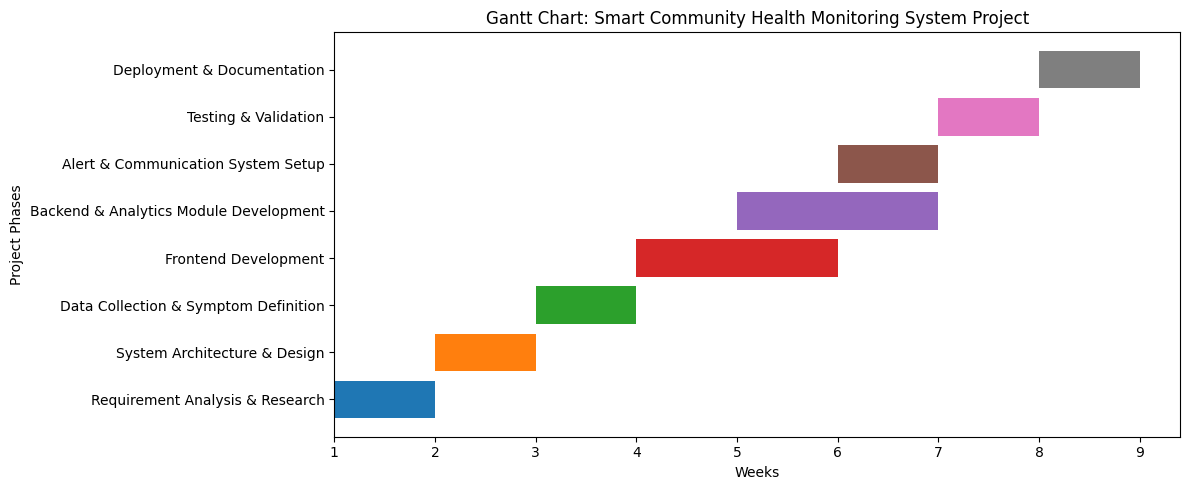 Gantt Chart: Smart Community Health Monitoring System Project
Project Phases
Deployment & Documentation
Testing & Validation
Alert & Communication System Setup
Backend & Analytics Module Development
Frontend Development
Data Collection & Symptom Definition
System Architecture & Design
Requirement Analysis & Research
1 2 3 4 5 6 7 8 9
Weeks